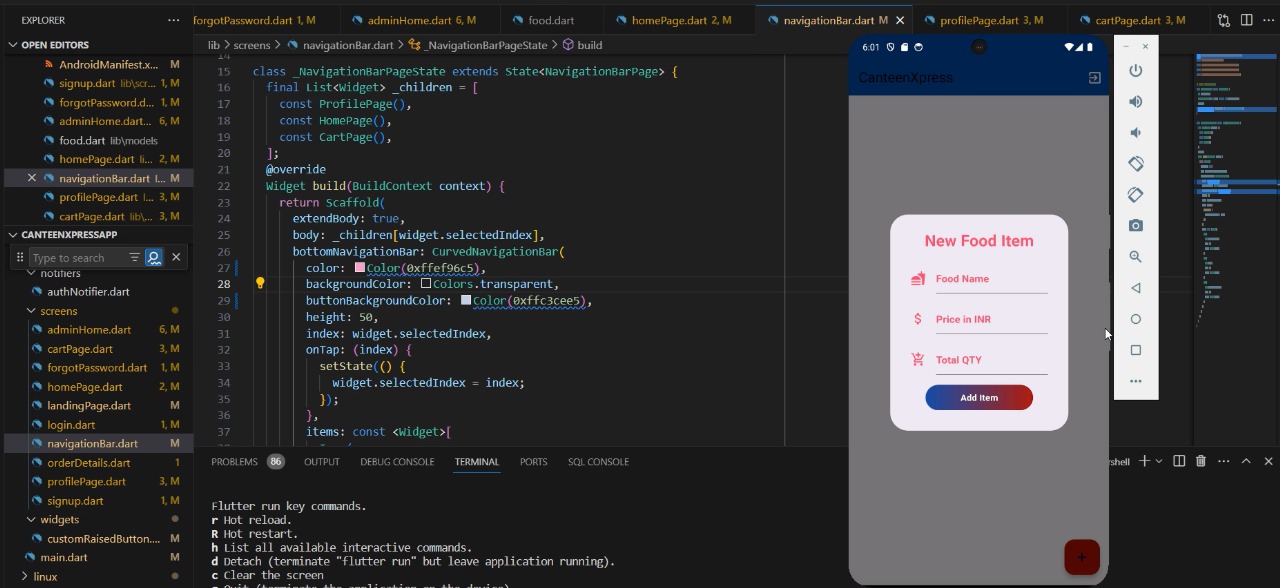 EXPLORER
OPEN EDITORS
AndroidManifest.x... M
signup.dart lib\scr... 1, M
forgotPassword.d... 1, M
adminHome.dart... 6, M
food.dart lib\models
homePage.dart li... 2, M
navigationBar.dart l... M
profilePage.dart l... 3, M
cartPage.dart lib\... 3, M
CANTEENXPRESSAPP
Type to search
notifiers
authNotifier.dart
screens
adminHome.dart 6, M
cartPage.dart 3, M
forgotPassword.dart 1, M
homePage.dart 2, M
landingPage.dart M
login.dart 1, M
navigationBar.dart M
orderDetails.dart 1
profilePage.dart 3, M
signup.dart 1, M
widgets
customRaisedButton.... M
main.dart M
linux
forgotPassword.dart 1, M
adminHome.dart 6, M
food.dart
homePage.dart 2, M
navigationBar.dart M
profilePage.dart 3, M
cartPage.dart 3, M
lib > screens > navigationBar.dart > _NavigationBarPageState > build
14
15 class _NavigationBarPageState extends State<NavigationBarPage> {
16 final List<Widget> _children = [
17 const ProfilePage(),
18 const HomePage(),
19 const CartPage(),
20 ];
21 @override
22 Widget build(BuildContext context) {
23 return Scaffold(
24 extendBody: true,
25 body: _children[widget.selectedIndex],
26 bottomNavigationBar: CurvedNavigationBar(
27 color: Color(0xffef96c5),
28 backgroundColor: Colors.transparent,
29 buttonBackgroundColor: Color(0xffc3cee5),
30 height: 50,
31 index: widget.selectedIndex,
32 onTap: (index) {
33 setState(() {
34 widget.selectedIndex = index;
35 });
36 },
37 items: const <Widget>[
PROBLEMS 86 OUTPUT DEBUG CONSOLE TERMINAL PORTS SQL CONSOLE
Flutter run key commands.
r Hot reload.
R Hot restart.
h List all available interactive commands.
d Detach (terminate "flutter run" but leave application running).
c Clear the screen
q Quit (terminate the application on the device).
6:01
CanteenXpress
New Food Item
Food Name
$ Price in INR
Total QTY
Add Item
+